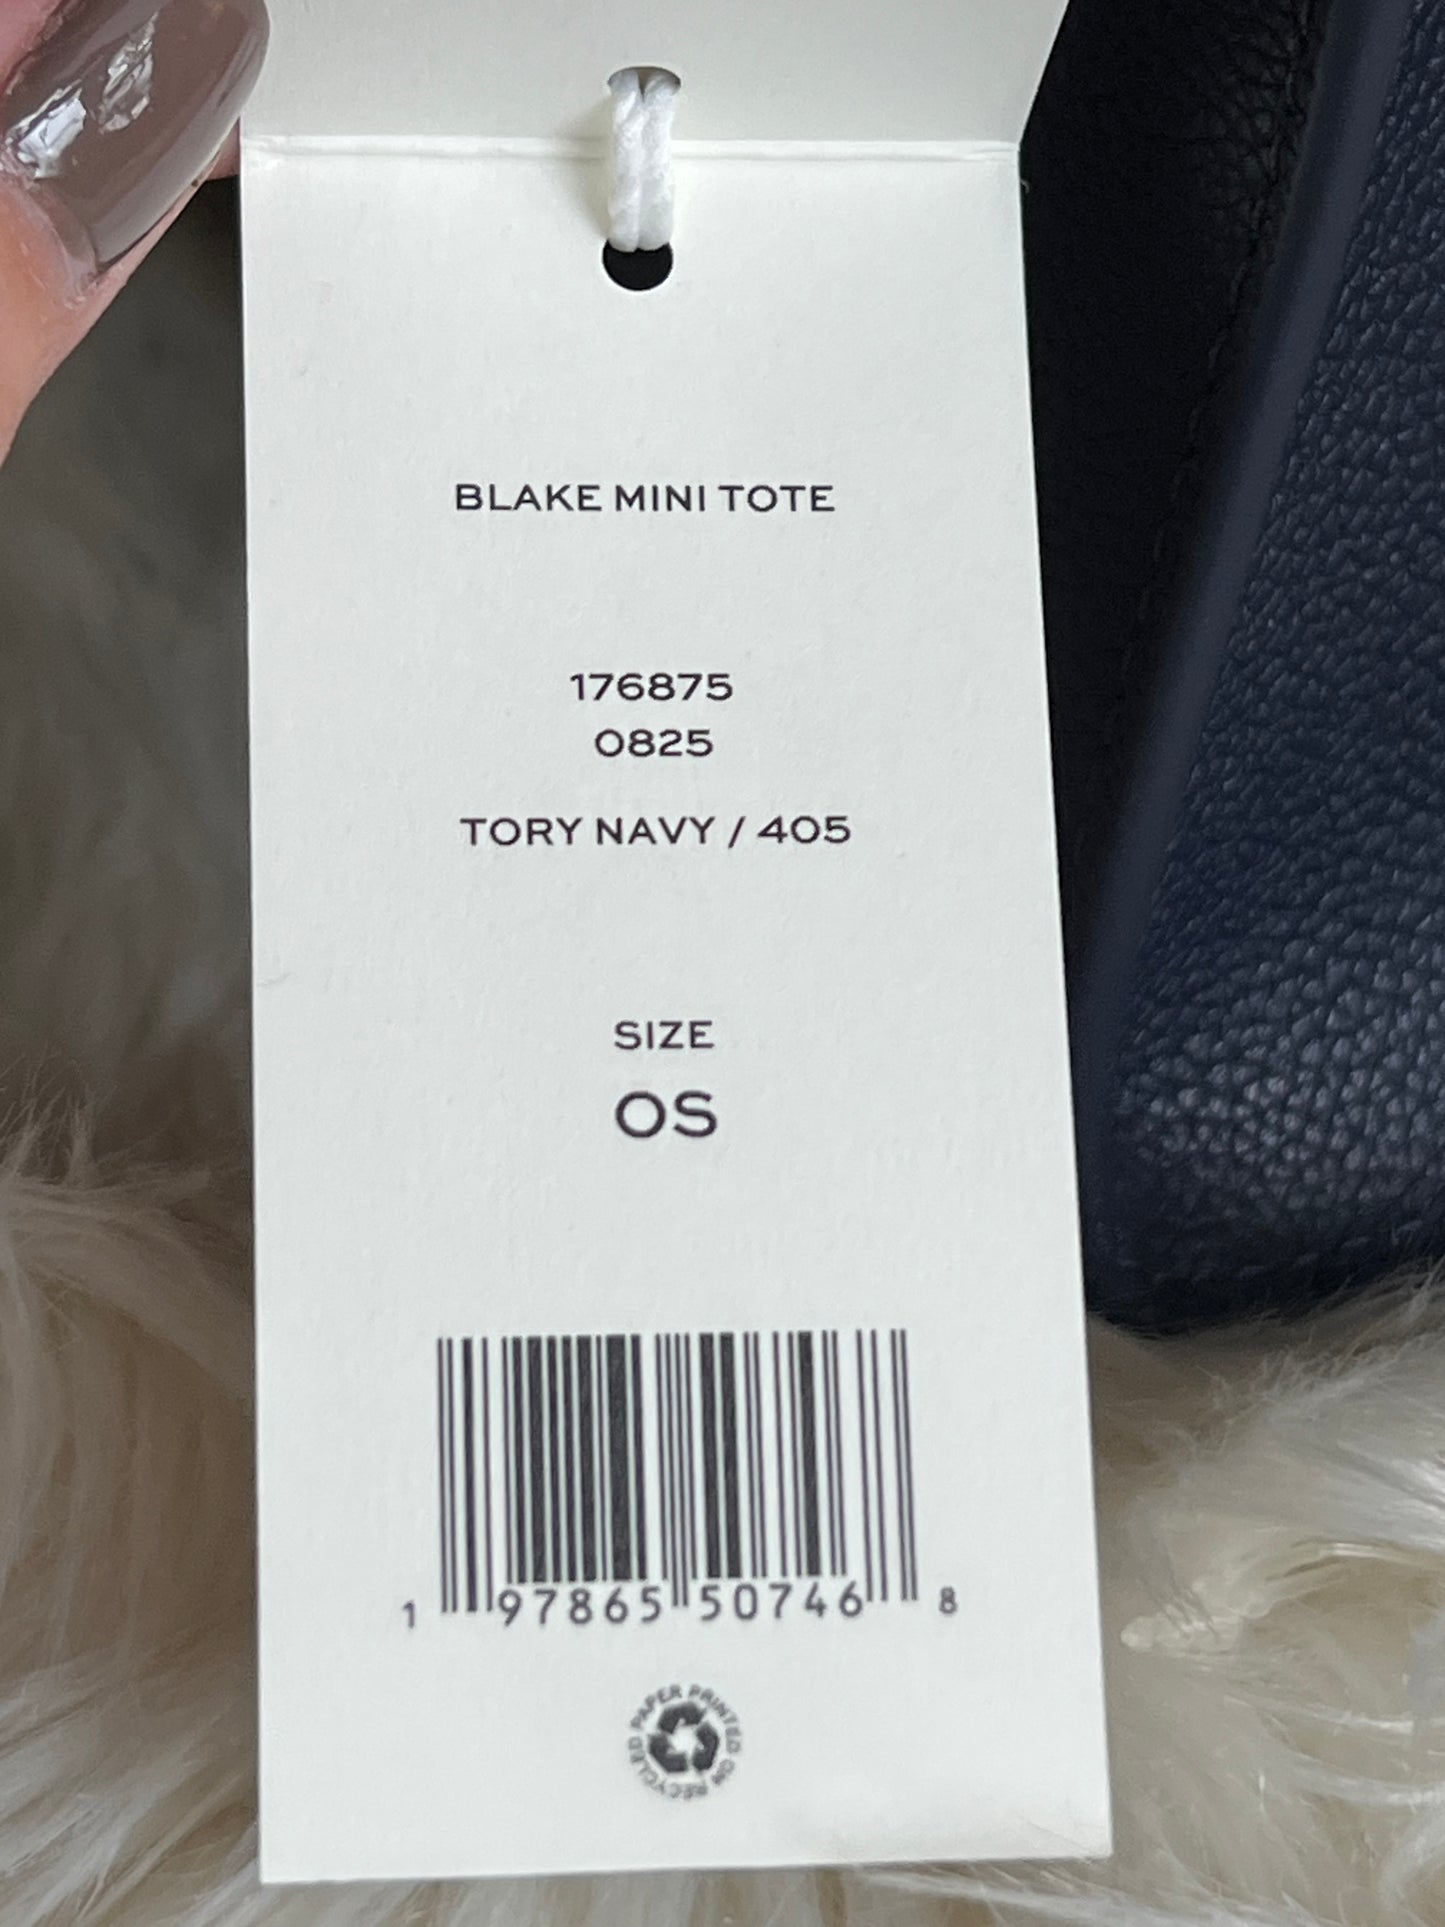 BLAKE MINI TOTE
176875
0825
TORY NAVY / 405
SIZE
OS
1 97865 50746 8
PAPER PRINTED ON RECYCLED